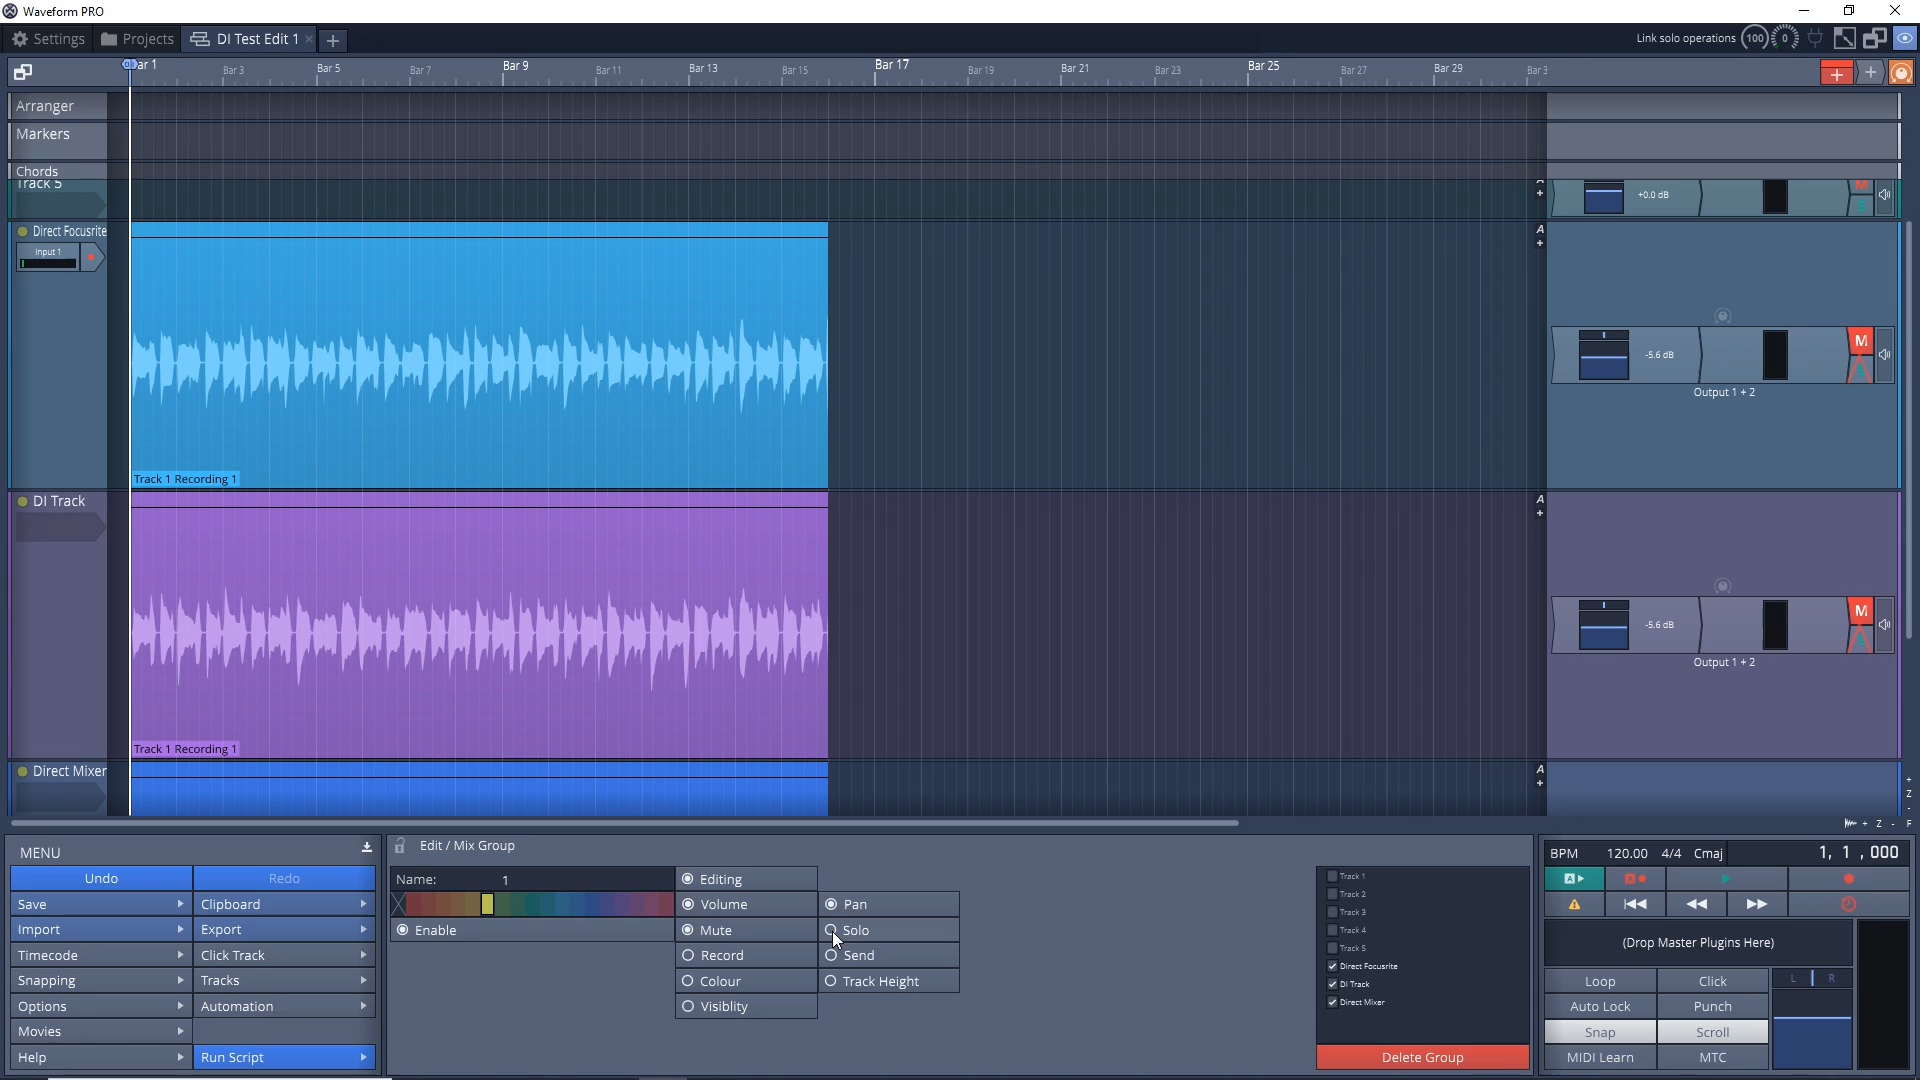 Waveform PRO
Settings
Projects
DI Test Edit 1
Link solo operations
100
0
Bar 1
Bar 3
Bar 5
Bar 7
Bar 9
Bar 11
Bar 13
Bar 15
Bar 17
Bar 19
Bar 21
Bar 23
Bar 25
Bar 27
Bar 29
Bar 3
Arranger
Markers
Chords
Track 5
A
+0.0 dB
M
S
Direct Focusrite
Input 1
A
-5.6 dB
M
Output 1 + 2
Track 1 Recording 1
DI Track
A
-5.6 dB
M
Output 1 + 2
Track 1 Recording 1
Direct Mixer
A
+
Z
-
+ Z - F
MENU
Undo
Redo
Save
Clipboard
Import
Export
Timecode
Click Track
Snapping
Tracks
Options
Automation
Movies
Help
Run Script
Edit / Mix Group
Name: 1
Enable
Editing
Volume
Pan
Mute
Solo
Record
Send
Colour
Track Height
Visiblity
Track 1
Track 2
Track 3
Track 4
Track 5
Direct Focusrite
DI Track
Direct Mixer
Delete Group
BPM 120.00 4/4 Cmaj
1, 1 , 000
A
A
(Drop Master Plugins Here)
Loop
Click
L R
Auto Lock
Punch
Snap
Scroll
MIDI Learn
MTC